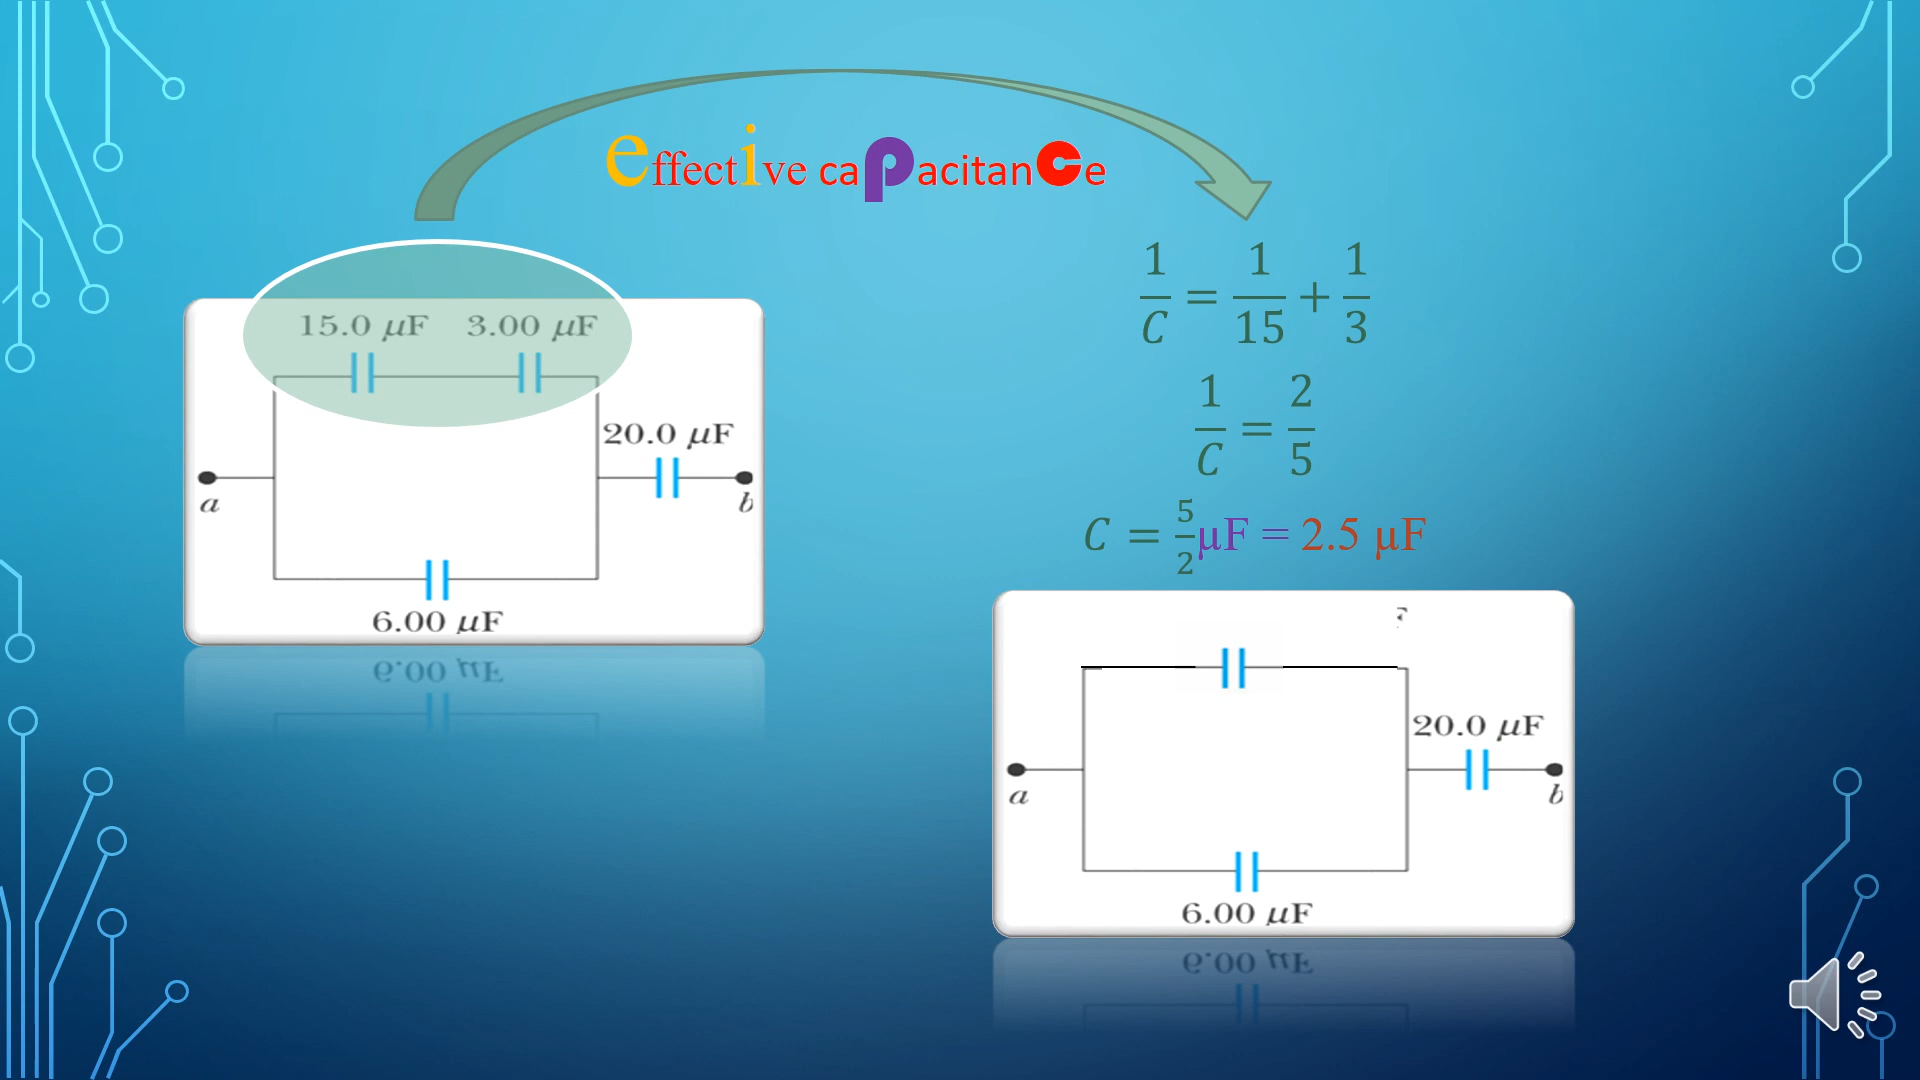 effective capacitance
15.0 μF 3.00 μF
20.0 μF
a
b
6.00 μF
1/C = 1/15 + 1/3
1/C = 2/5
C = 5/2 μF = 2.5 μF
20.0 μF
a
b
6.00 μF